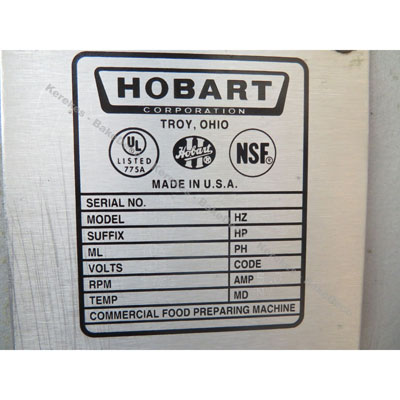 HOBART
CORPORATION
TROY, OHIO
UL
LISTED
775A
Hobart
H
®
NSF
MADE IN U.S.A.
SERIAL NO.
MODEL HZ
SUFFIX HP
ML PH
VOLTS CODE
RPM AMP
TEMP MD
COMMERCIAL FOOD PREPARING MACHINE